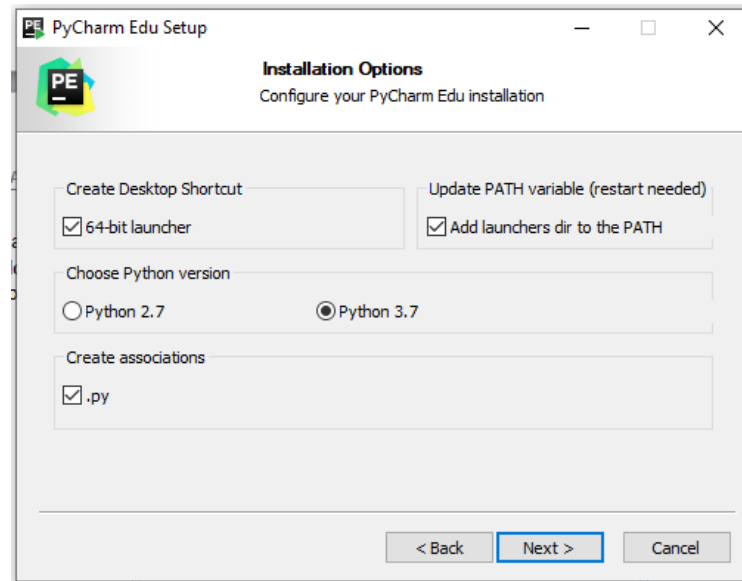 PyCharm Edu Setup
PE
Installation Options
Configure your PyCharm Edu installation
Create Desktop Shortcut
64-bit launcher
Update PATH variable (restart needed)
Add launchers dir to the PATH
Choose Python version
Python 2.7
Python 3.7
Create associations
.py
< Back
Next >
Cancel